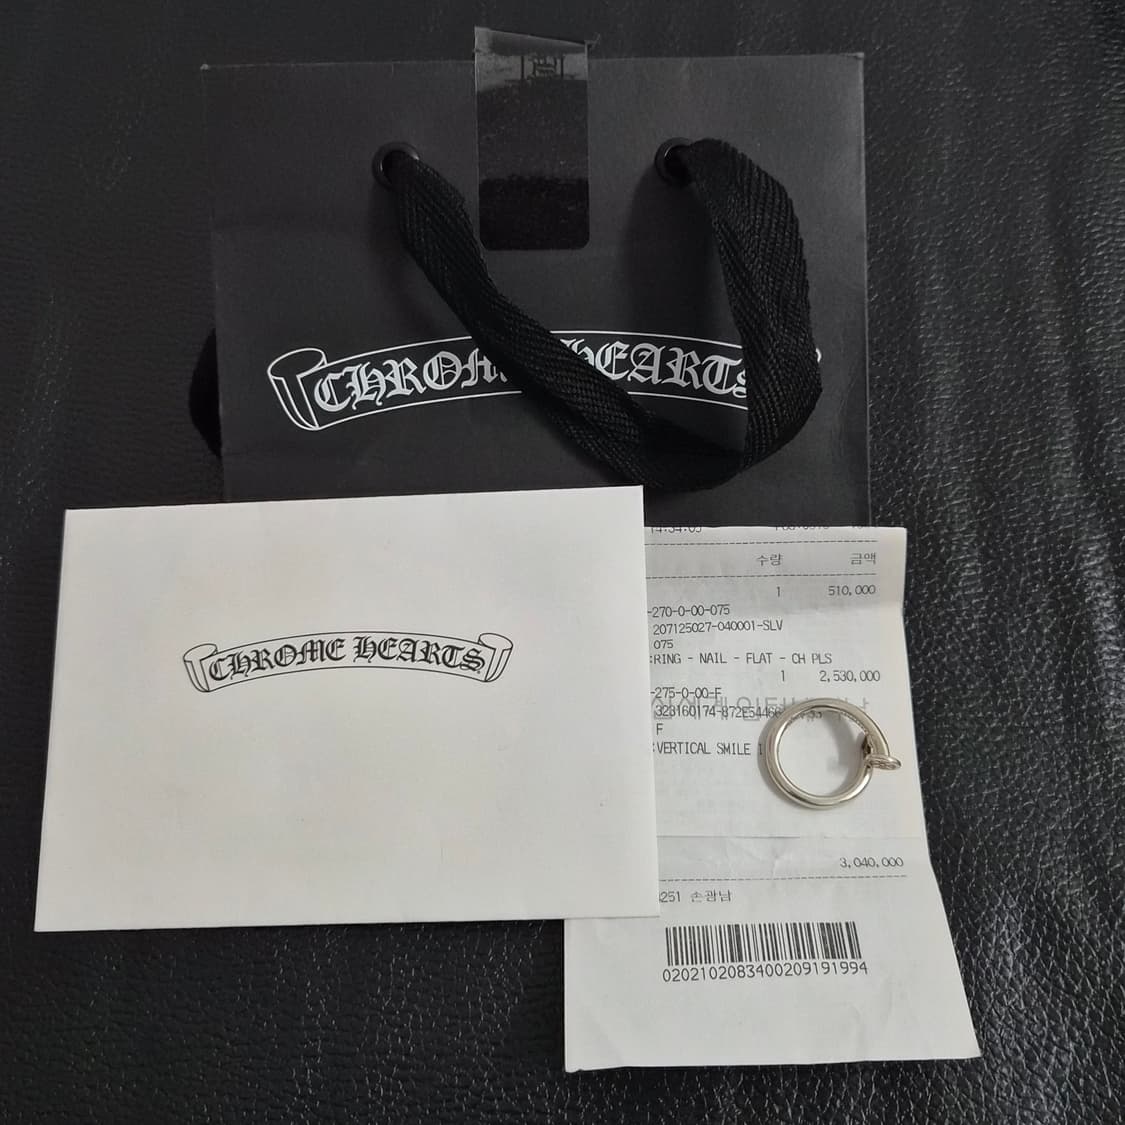 CHROME HEARTS
CHROME HEARTS
수량 금액
1 510,000
-270-0-00-075
207125027-040001-SLV
075
:RING - NAIL - FLAT - CH PLS
1 2,530,000
-275-0-00-F
F
:VERTICAL SMILE
3,040,000
251 손광남
0202102083400209191994